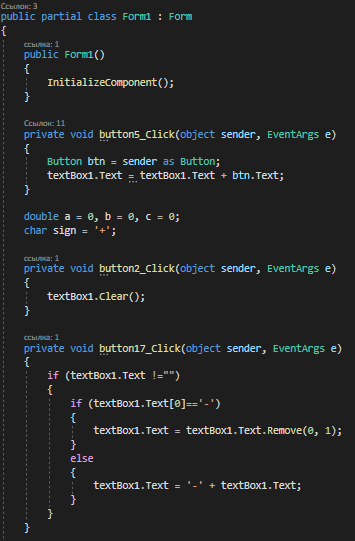 Ссылок: 3
public partial class Form1 : Form
{
ссылка: 1
public Form1()
{
InitializeComponent();
}
Ссылок: 11
private void button5_Click(object sender, EventArgs e)
{
Button btn = sender as Button;
textBox1.Text = textBox1.Text + btn.Text;
}
double a = 0, b = 0, c = 0;
char sign = '+';
ссылка: 1
private void button2_Click(object sender, EventArgs e)
{
textBox1.Clear();
}
ссылка: 1
private void button17_Click(object sender, EventArgs e)
{
if (textBox1.Text !="")
{
if (textBox1.Text[0]=='-')
{
textBox1.Text = textBox1.Text.Remove(0, 1);
}
else
{
textBox1.Text = '-' + textBox1.Text;
}
}
}